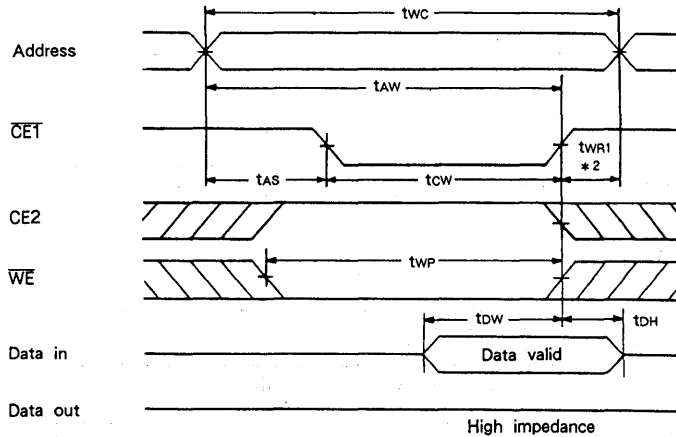 tWC
Address
tAW
CE1
tWR1
*2
tAS
tCW
CE2
tWP
WE
tDW
tDH
Data in
Data valid
Data out
High impedance